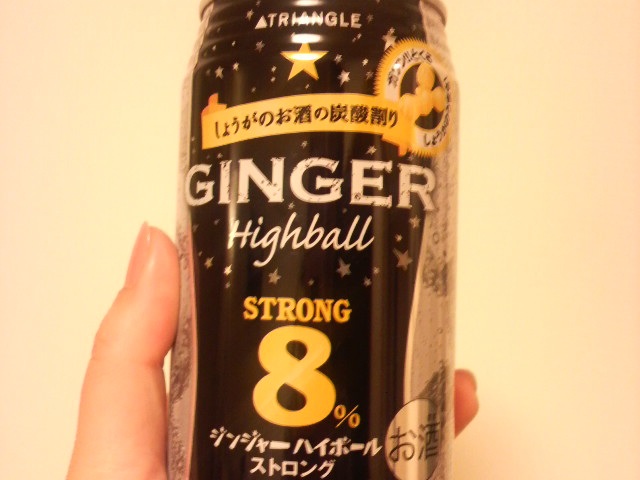 TRIANGLE
しょうがのお酒の炭酸割り
GINGER
Highball
STRONG
8%
ジンジャーハイボール
ストロング
お酒